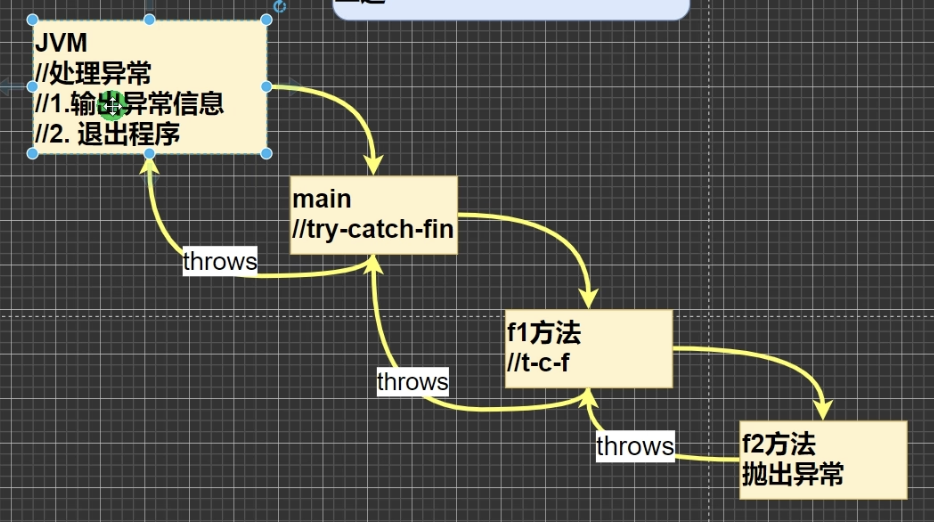 JVM
//处理异常
//1.输出异常信息
//2. 退出程序
main
//try-catch-fin
throws
f1方法
//t-c-f
throws
f2方法
抛出异常
throws